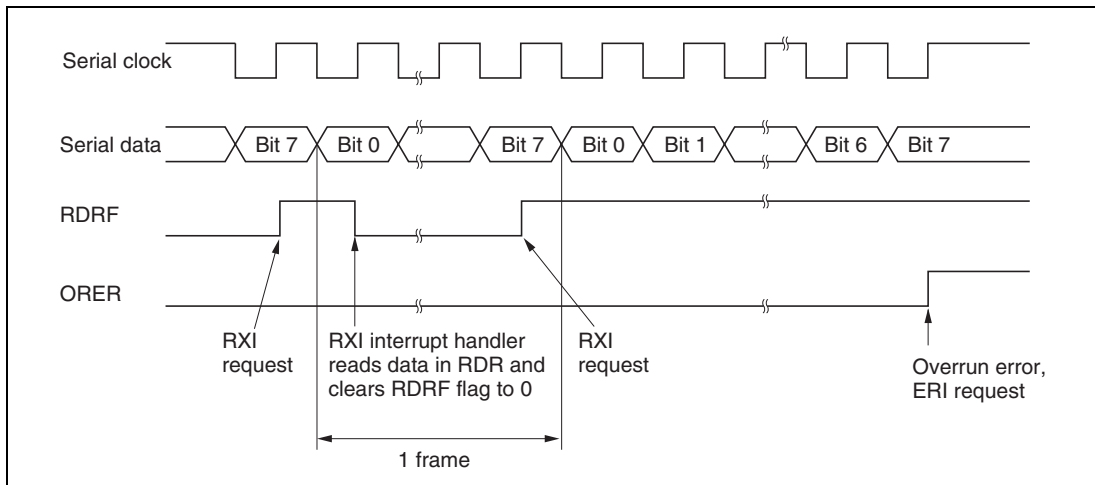 Serial clock
Serial data
Bit 7
Bit 0
Bit 7
Bit 0
Bit 1
Bit 6
Bit 7
RDRF
ORER
RXI
request
RXI interrupt handler
reads data in RDR and
clears RDRF flag to 0
RXI
request
Overrun error,
ERI request
1 frame